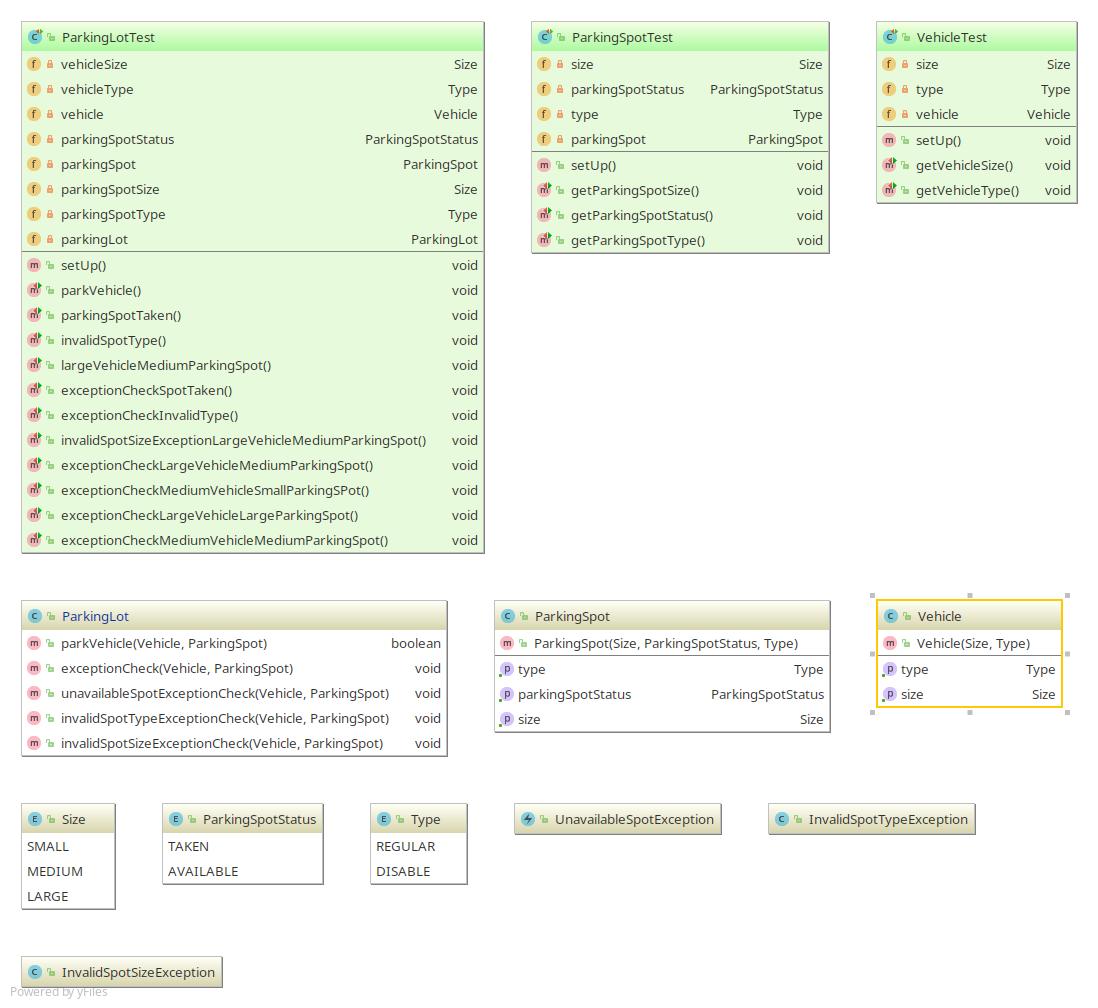 ParkingLotTest
vehicleSize Size
vehicleType Type
vehicle Vehicle
parkingSpotStatus ParkingSpotStatus
parkingSpot ParkingSpot
parkingSpotSize Size
parkingSpotType Type
parkingLot ParkingLot
setUp() void
parkVehicle() void
parkingSpotTaken() void
invalidSpotType() void
largeVehicleMediumParkingSpot() void
exceptionCheckSpotTaken() void
exceptionCheckInvalidType() void
invalidSpotSizeExceptionLargeVehicleMediumParkingSpot() void
exceptionCheckLargeVehicleMediumParkingSpot() void
exceptionCheckMediumVehicleSmallParkingSPot() void
exceptionCheckLargeVehicleLargeParkingSpot() void
exceptionCheckMediumVehicleMediumParkingSpot() void
ParkingSpotTest
size Size
parkingSpotStatus ParkingSpotStatus
type Type
parkingSpot ParkingSpot
setUp() void
getParkingSpotSize() void
getParkingSpotStatus() void
getParkingSpotType() void
VehicleTest
size Size
type Type
vehicle Vehicle
setUp() void
getVehicleSize() void
getVehicleType() void
ParkingLot
parkVehicle(Vehicle, ParkingSpot) boolean
exceptionCheck(Vehicle, ParkingSpot) void
unavailableSpotExceptionCheck(Vehicle, ParkingSpot) void
invalidSpotTypeExceptionCheck(Vehicle, ParkingSpot) void
invalidSpotSizeExceptionCheck(Vehicle, ParkingSpot) void
ParkingSpot
ParkingSpot(Size, ParkingSpotStatus, Type)
type Type
parkingSpotStatus ParkingSpotStatus
size Size
Vehicle
Vehicle(Size, Type)
type Type
size Size
Size
SMALL
MEDIUM
LARGE
ParkingSpotStatus
TAKEN
AVAILABLE
Type
REGULAR
DISABLE
UnavailableSpotException
InvalidSpotTypeException
InvalidSpotSizeException
Powered by yFiles